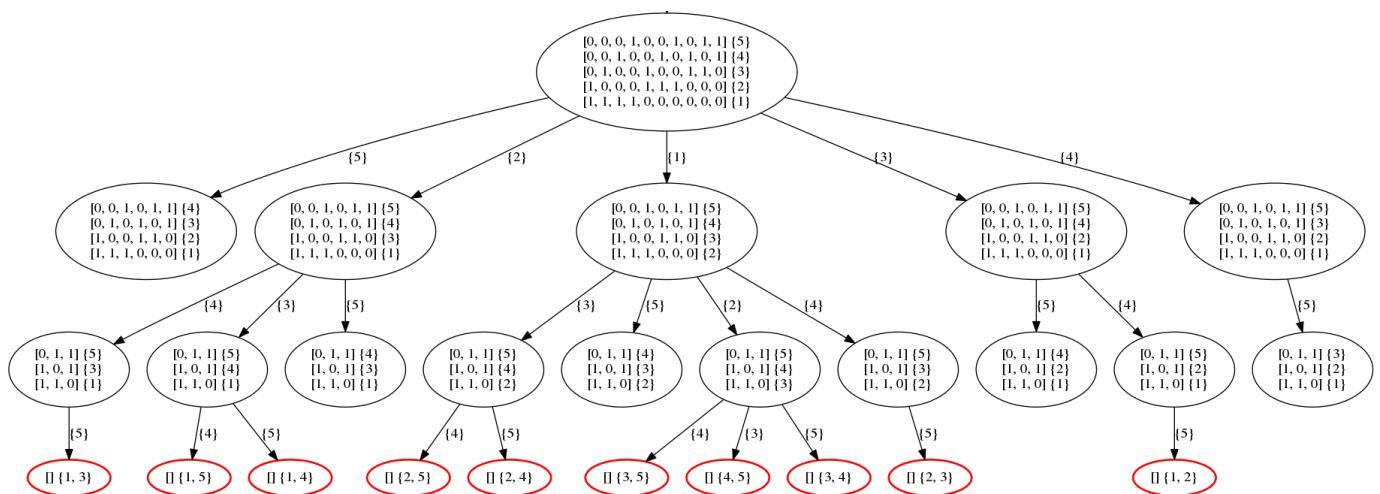 [0, 0, 0, 1, 0, 0, 1, 0, 1, 1] {5}
[0, 0, 1, 0, 0, 1, 0, 1, 0, 1] {4}
[0, 1, 0, 0, 1, 0, 0, 1, 1, 0] {3}
[1, 0, 0, 0, 1, 1, 1, 0, 0, 0] {2}
[1, 1, 1, 1, 0, 0, 0, 0, 0, 0] {1}
{5}
{2}
{1}
{3}
{4}
[0, 0, 1, 0, 1, 1] {4}
[0, 1, 0, 1, 0, 1] {3}
[1, 0, 0, 1, 1, 0] {2}
[1, 1, 1, 0, 0, 0] {1}
[0, 0, 1, 0, 1, 1] {5}
[0, 1, 0, 1, 0, 1] {4}
[1, 0, 0, 1, 1, 0] {3}
[1, 1, 1, 0, 0, 0] {1}
[0, 0, 1, 0, 1, 1] {5}
[0, 1, 0, 1, 0, 1] {4}
[1, 0, 0, 1, 1, 0] {3}
[1, 1, 1, 0, 0, 0] {2}
[0, 0, 1, 0, 1, 1] {5}
[0, 1, 0, 1, 0, 1] {4}
[1, 0, 0, 1, 1, 0] {2}
[1, 1, 1, 0, 0, 0] {1}
[0, 0, 1, 0, 1, 1] {5}
[0, 1, 0, 1, 0, 1] {3}
[1, 0, 0, 1, 1, 0] {2}
[1, 1, 1, 0, 0, 0] {1}
{4}
{3}
{5}
{3}
{5}
{2}
{4}
{5}
{4}
{5}
[0, 1, 1] {5}
[1, 0, 1] {3}
[1, 1, 0] {1}
[0, 1, 1] {5}
[1, 0, 1] {4}
[1, 1, 0] {1}
[0, 1, 1] {4}
[1, 0, 1] {3}
[1, 1, 0] {1}
[0, 1, 1] {5}
[1, 0, 1] {4}
[1, 1, 0] {2}
[0, 1, 1] {4}
[1, 0, 1] {3}
[1, 1, 0] {2}
[0, 1, 1] {5}
[1, 0, 1] {4}
[1, 1, 0] {3}
[0, 1, 1] {5}
[1, 0, 1] {3}
[1, 1, 0] {2}
[0, 1, 1] {4}
[1, 0, 1] {2}
[1, 1, 0] {1}
[0, 1, 1] {5}
[1, 0, 1] {2}
[1, 1, 0] {1}
[0, 1, 1] {3}
[1, 0, 1] {2}
[1, 1, 0] {1}
{5}
{4}
{5}
{4}
{5}
{4}
{3}
{5}
{5}
{5}
[] {1, 3}
[] {1, 5}
[] {1, 4}
[] {2, 5}
[] {2, 4}
[] {3, 5}
[] {4, 5}
[] {3, 4}
[] {2, 3}
[] {1, 2}